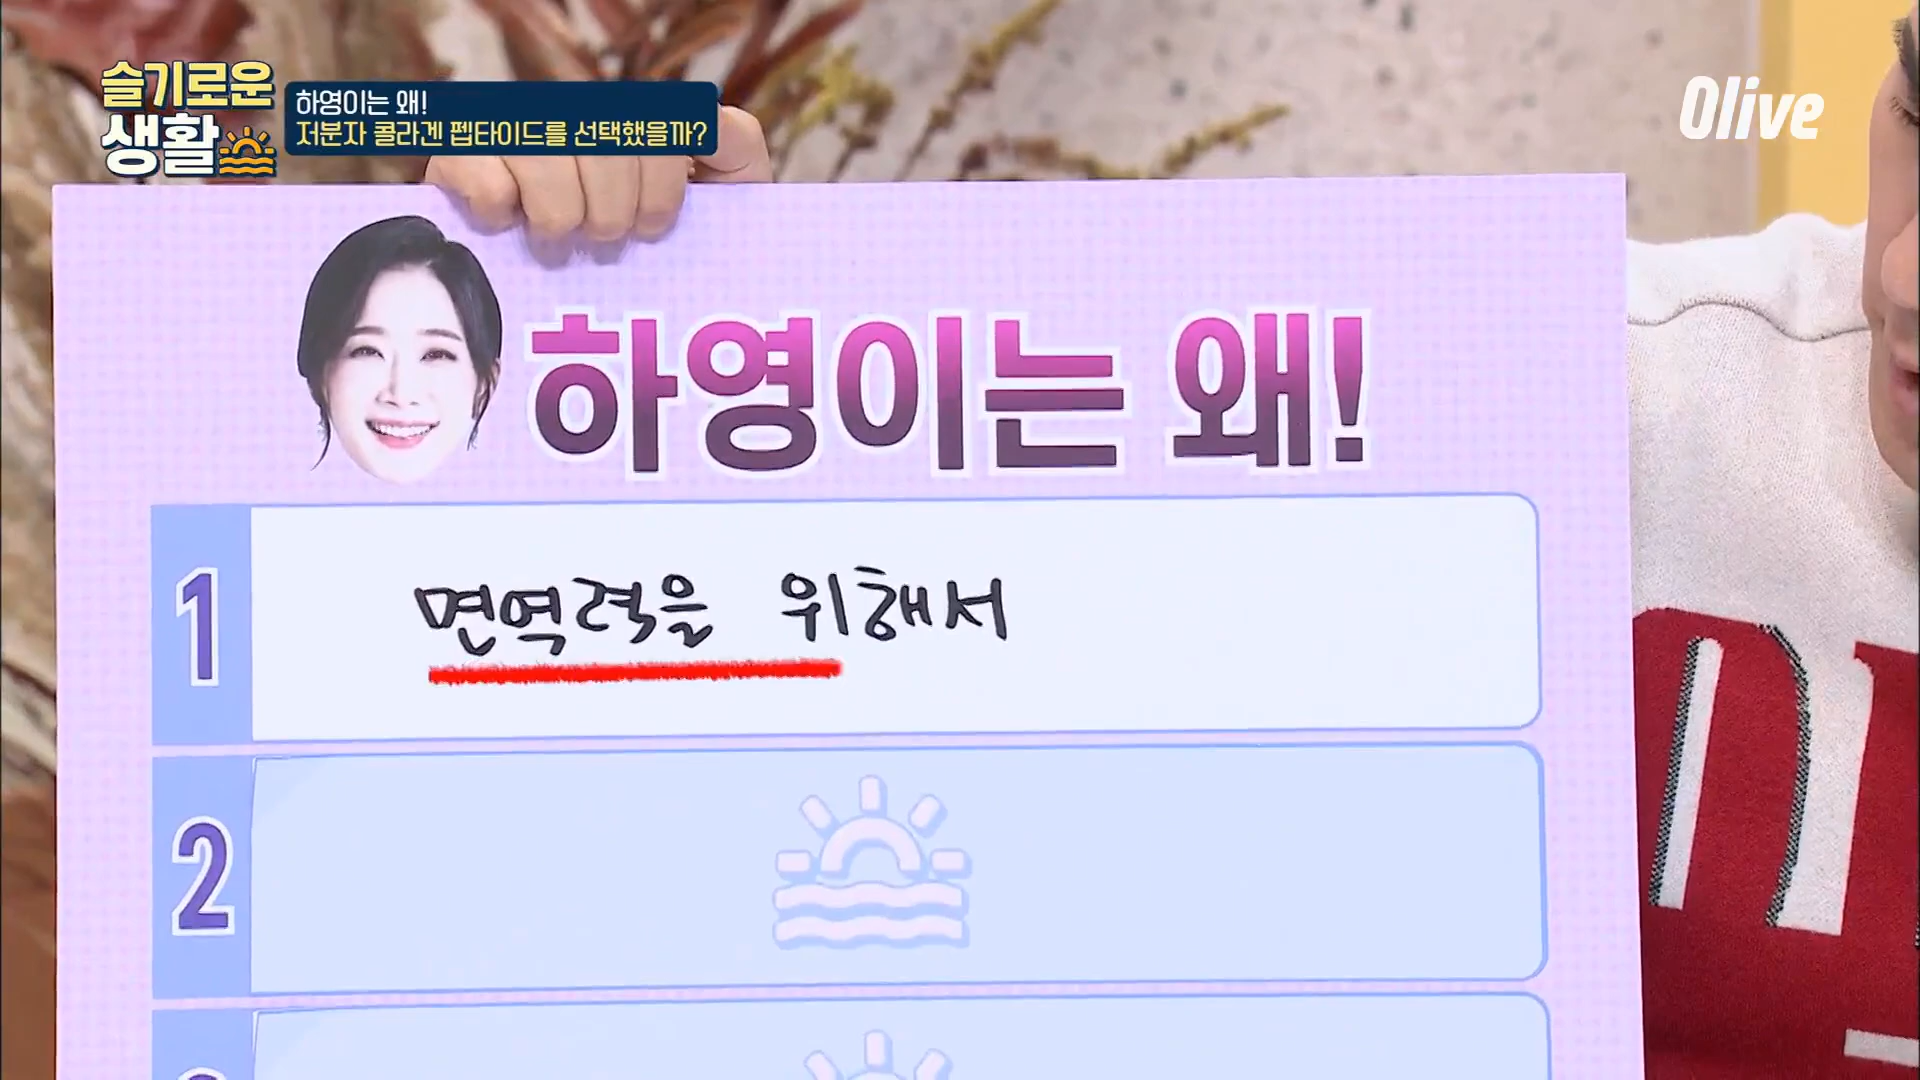 슬기로운
생활
하영이는 왜!
저분자 콜라겐 펩타이드를 선택했을까?
Olive
하영이는 왜!
1
면역력을 위해서
2